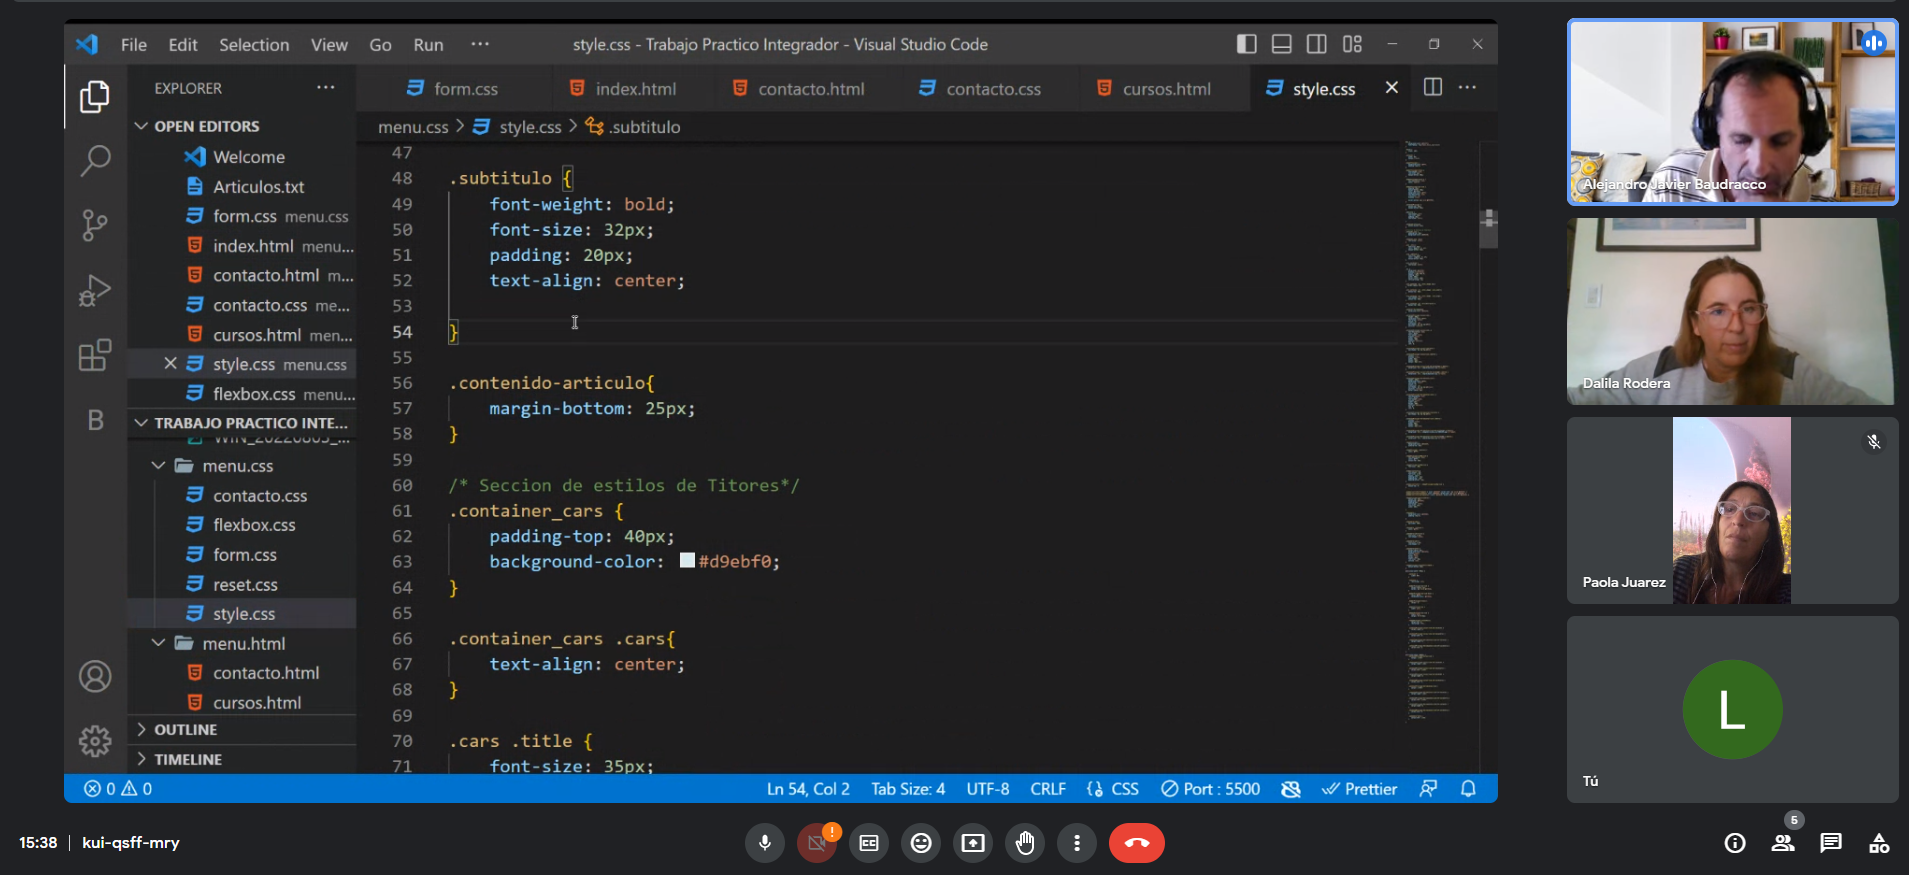 File Edit Selection View Go Run ···
style.css - Trabajo Practico Integrador - Visual Studio Code
EXPLORER ···
OPEN EDITORS
Welcome
Articulos.txt
form.css menu.css
index.html menu...
contacto.html m...
contacto.css me...
cursos.html men...
style.css menu.css
flexbox.css menu...
TRABAJO PRACTICO INTE...
menu.css
contacto.css
flexbox.css
form.css
reset.css
style.css
menu.html
contacto.html
cursos.html
OUTLINE
TIMELINE
form.css index.html contacto.html contacto.css cursos.html style.css
menu.css > style.css > .subtitulo
47
48 .subtitulo {
49 font-weight: bold;
50 font-size: 32px;
51 padding: 20px;
52 text-align: center;
53
54 }
55
56 .contenido-articulo{
57 margin-bottom: 25px;
58 }
59
60 /* Seccion de estilos de Titores*/
61 .container_cars {
62 padding-top: 40px;
63 background-color: #d9ebf0;
64 }
65
66 .container_cars .cars{
67 text-align: center;
68 }
69
70 .cars .title {
71 font-size: 35px;
0 0 Ln 54, Col 2 Tab Size: 4 UTF-8 CRLF CSS Port : 5500 Prettier
Alejandro Javier Baudracco
Dalila Rodera
Paola Juarez
L
Tú
15:38 | kui-qsff-mry
5